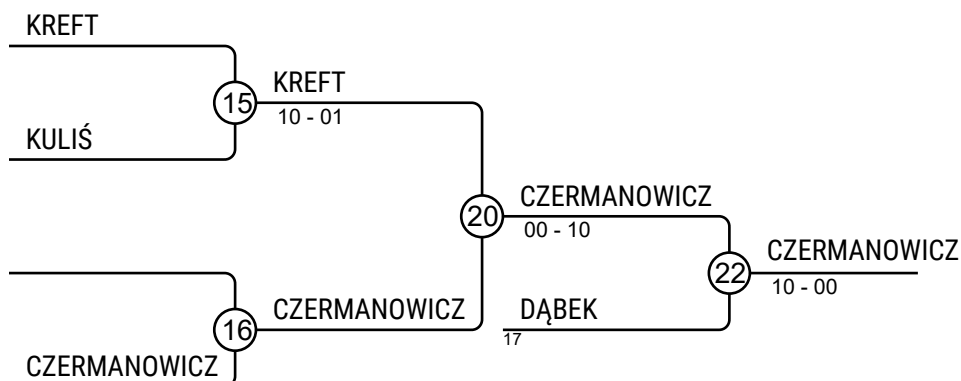 KREFT
15
KREFT
10 - 01
KULIŚ
20
CZERMANOWICZ
00 - 10
22
CZERMANOWICZ
10 - 00
16
CZERMANOWICZ
DĄBEK
17
CZERMANOWICZ